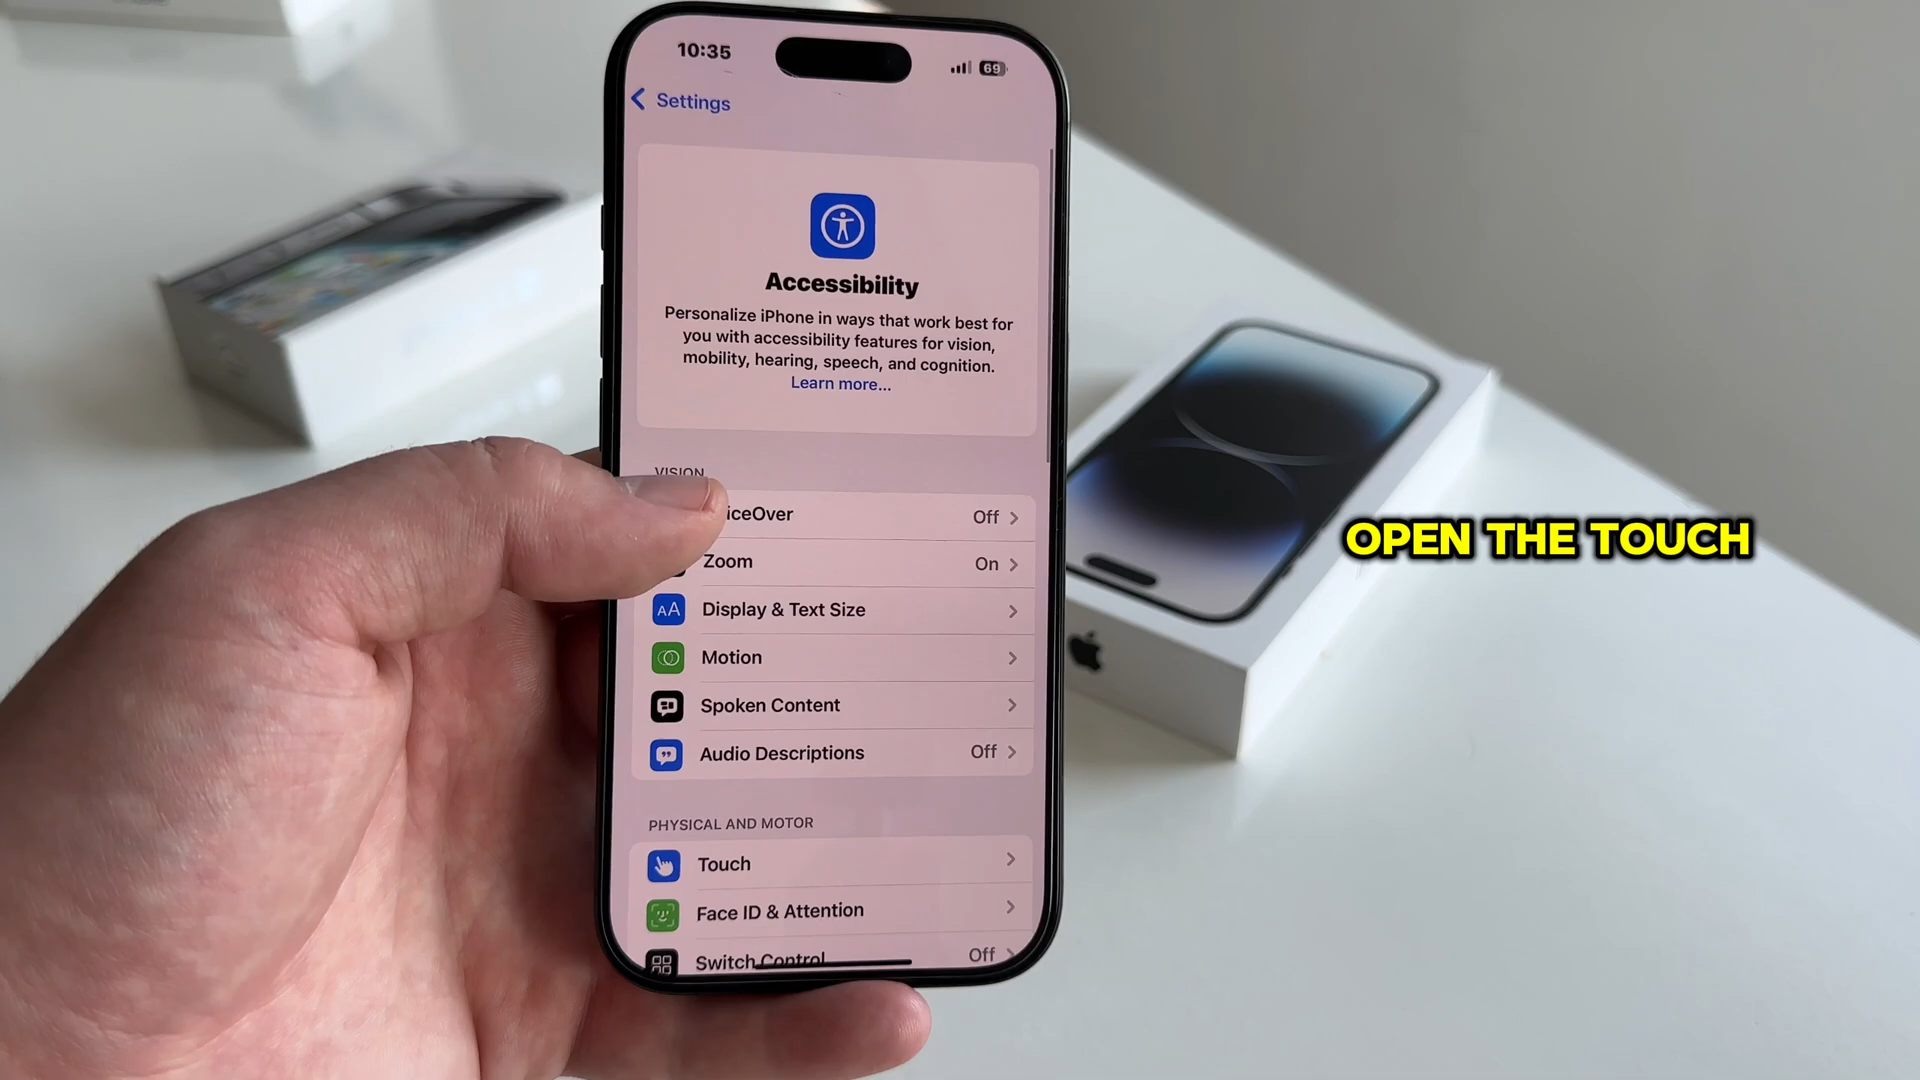 10:35
69
Settings
Accessibility
Personalize iPhone in ways that work best for
you with accessibility features for vision,
mobility, hearing, speech, and cognition.
Learn more...
VISION
iceOver Off
Zoom On
AA Display & Text Size
Motion
Spoken Content
Audio Descriptions Off
PHYSICAL AND MOTOR
Touch
Face ID & Attention
Switch Control Off
OPEN THE TOUCH